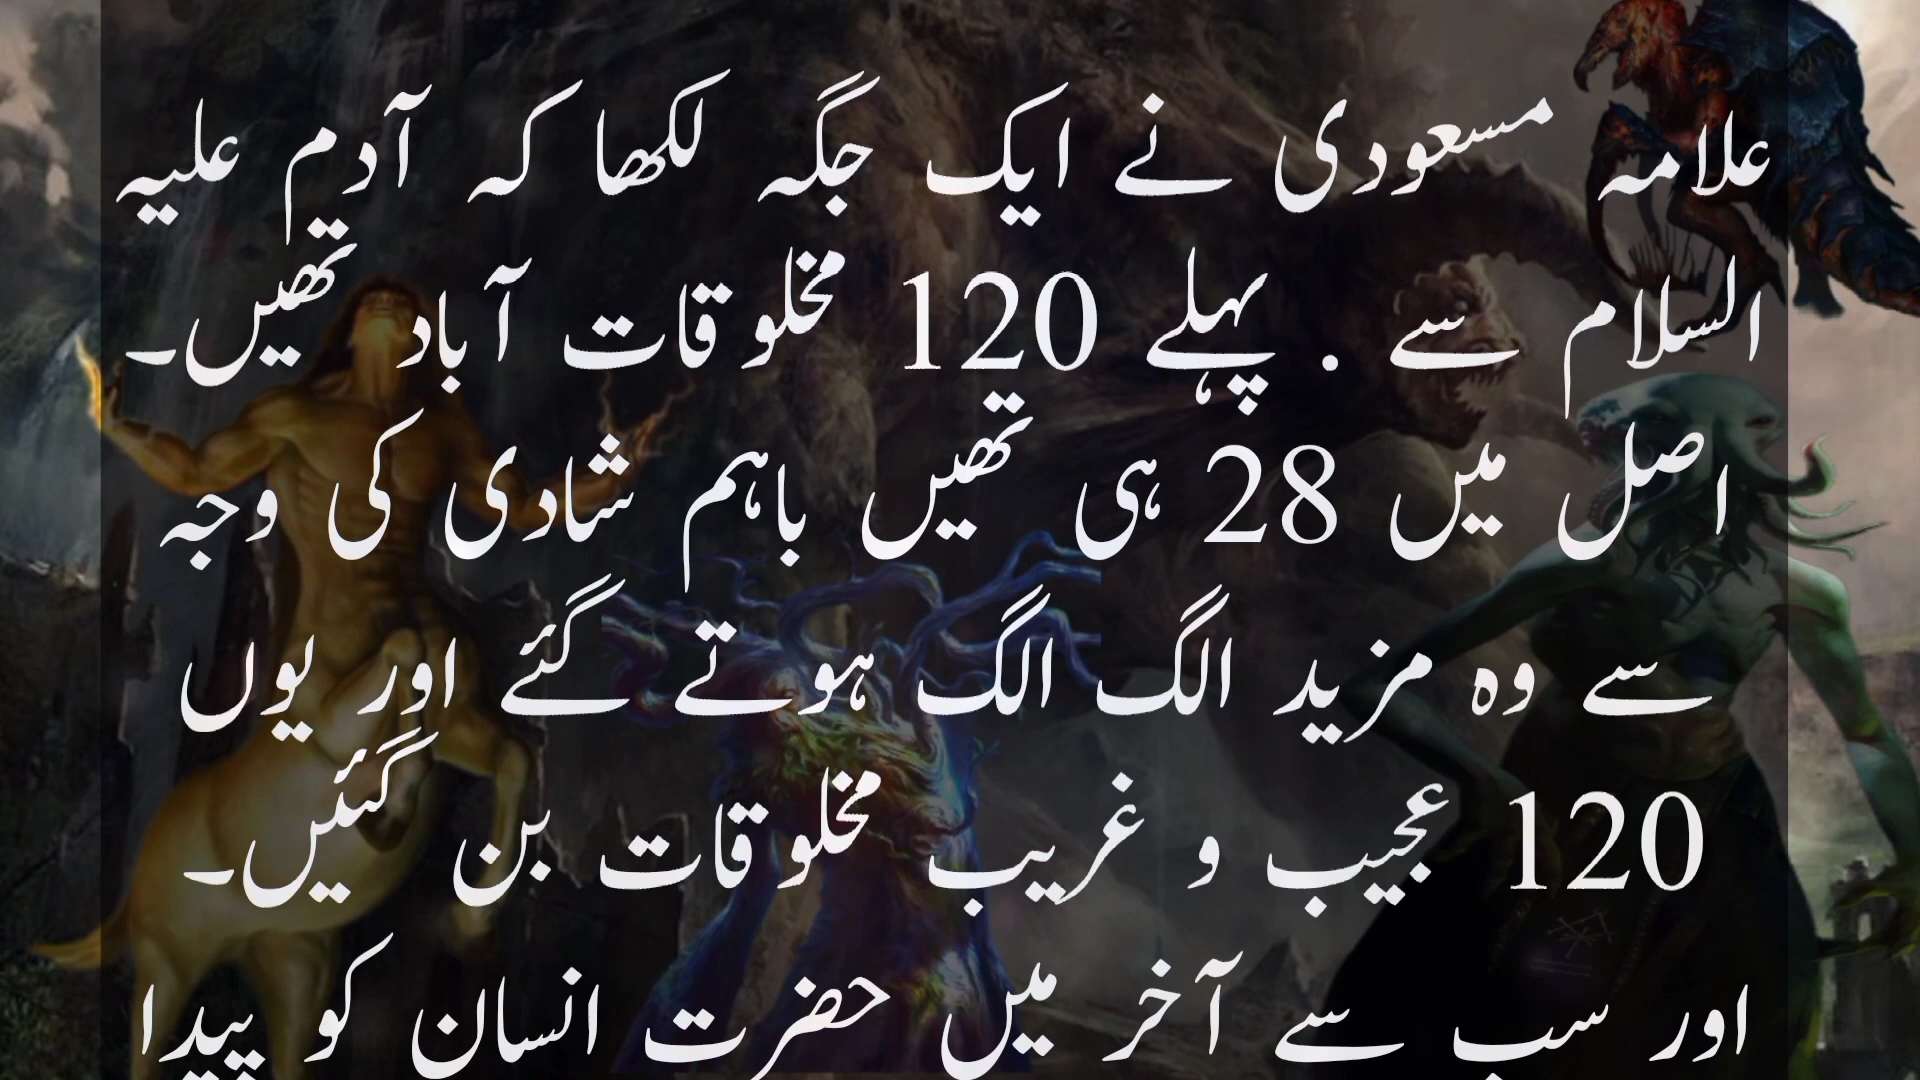 علامہ مسعودی نے ایک جگہ لکھا کہ آدم علیہ
السلام سے . پہلے 120 مخلوقات آباد تھیں۔
اصل میں 28 ہی تھیں باہم شادی کی وجہ
سے وہ مزید الگ الگ ہوتے گئے اور یوں
120 عجیب و غریب مخلوقات بن گئیں۔
اور سب سے آخر میں حضرت انسان کو پیدا